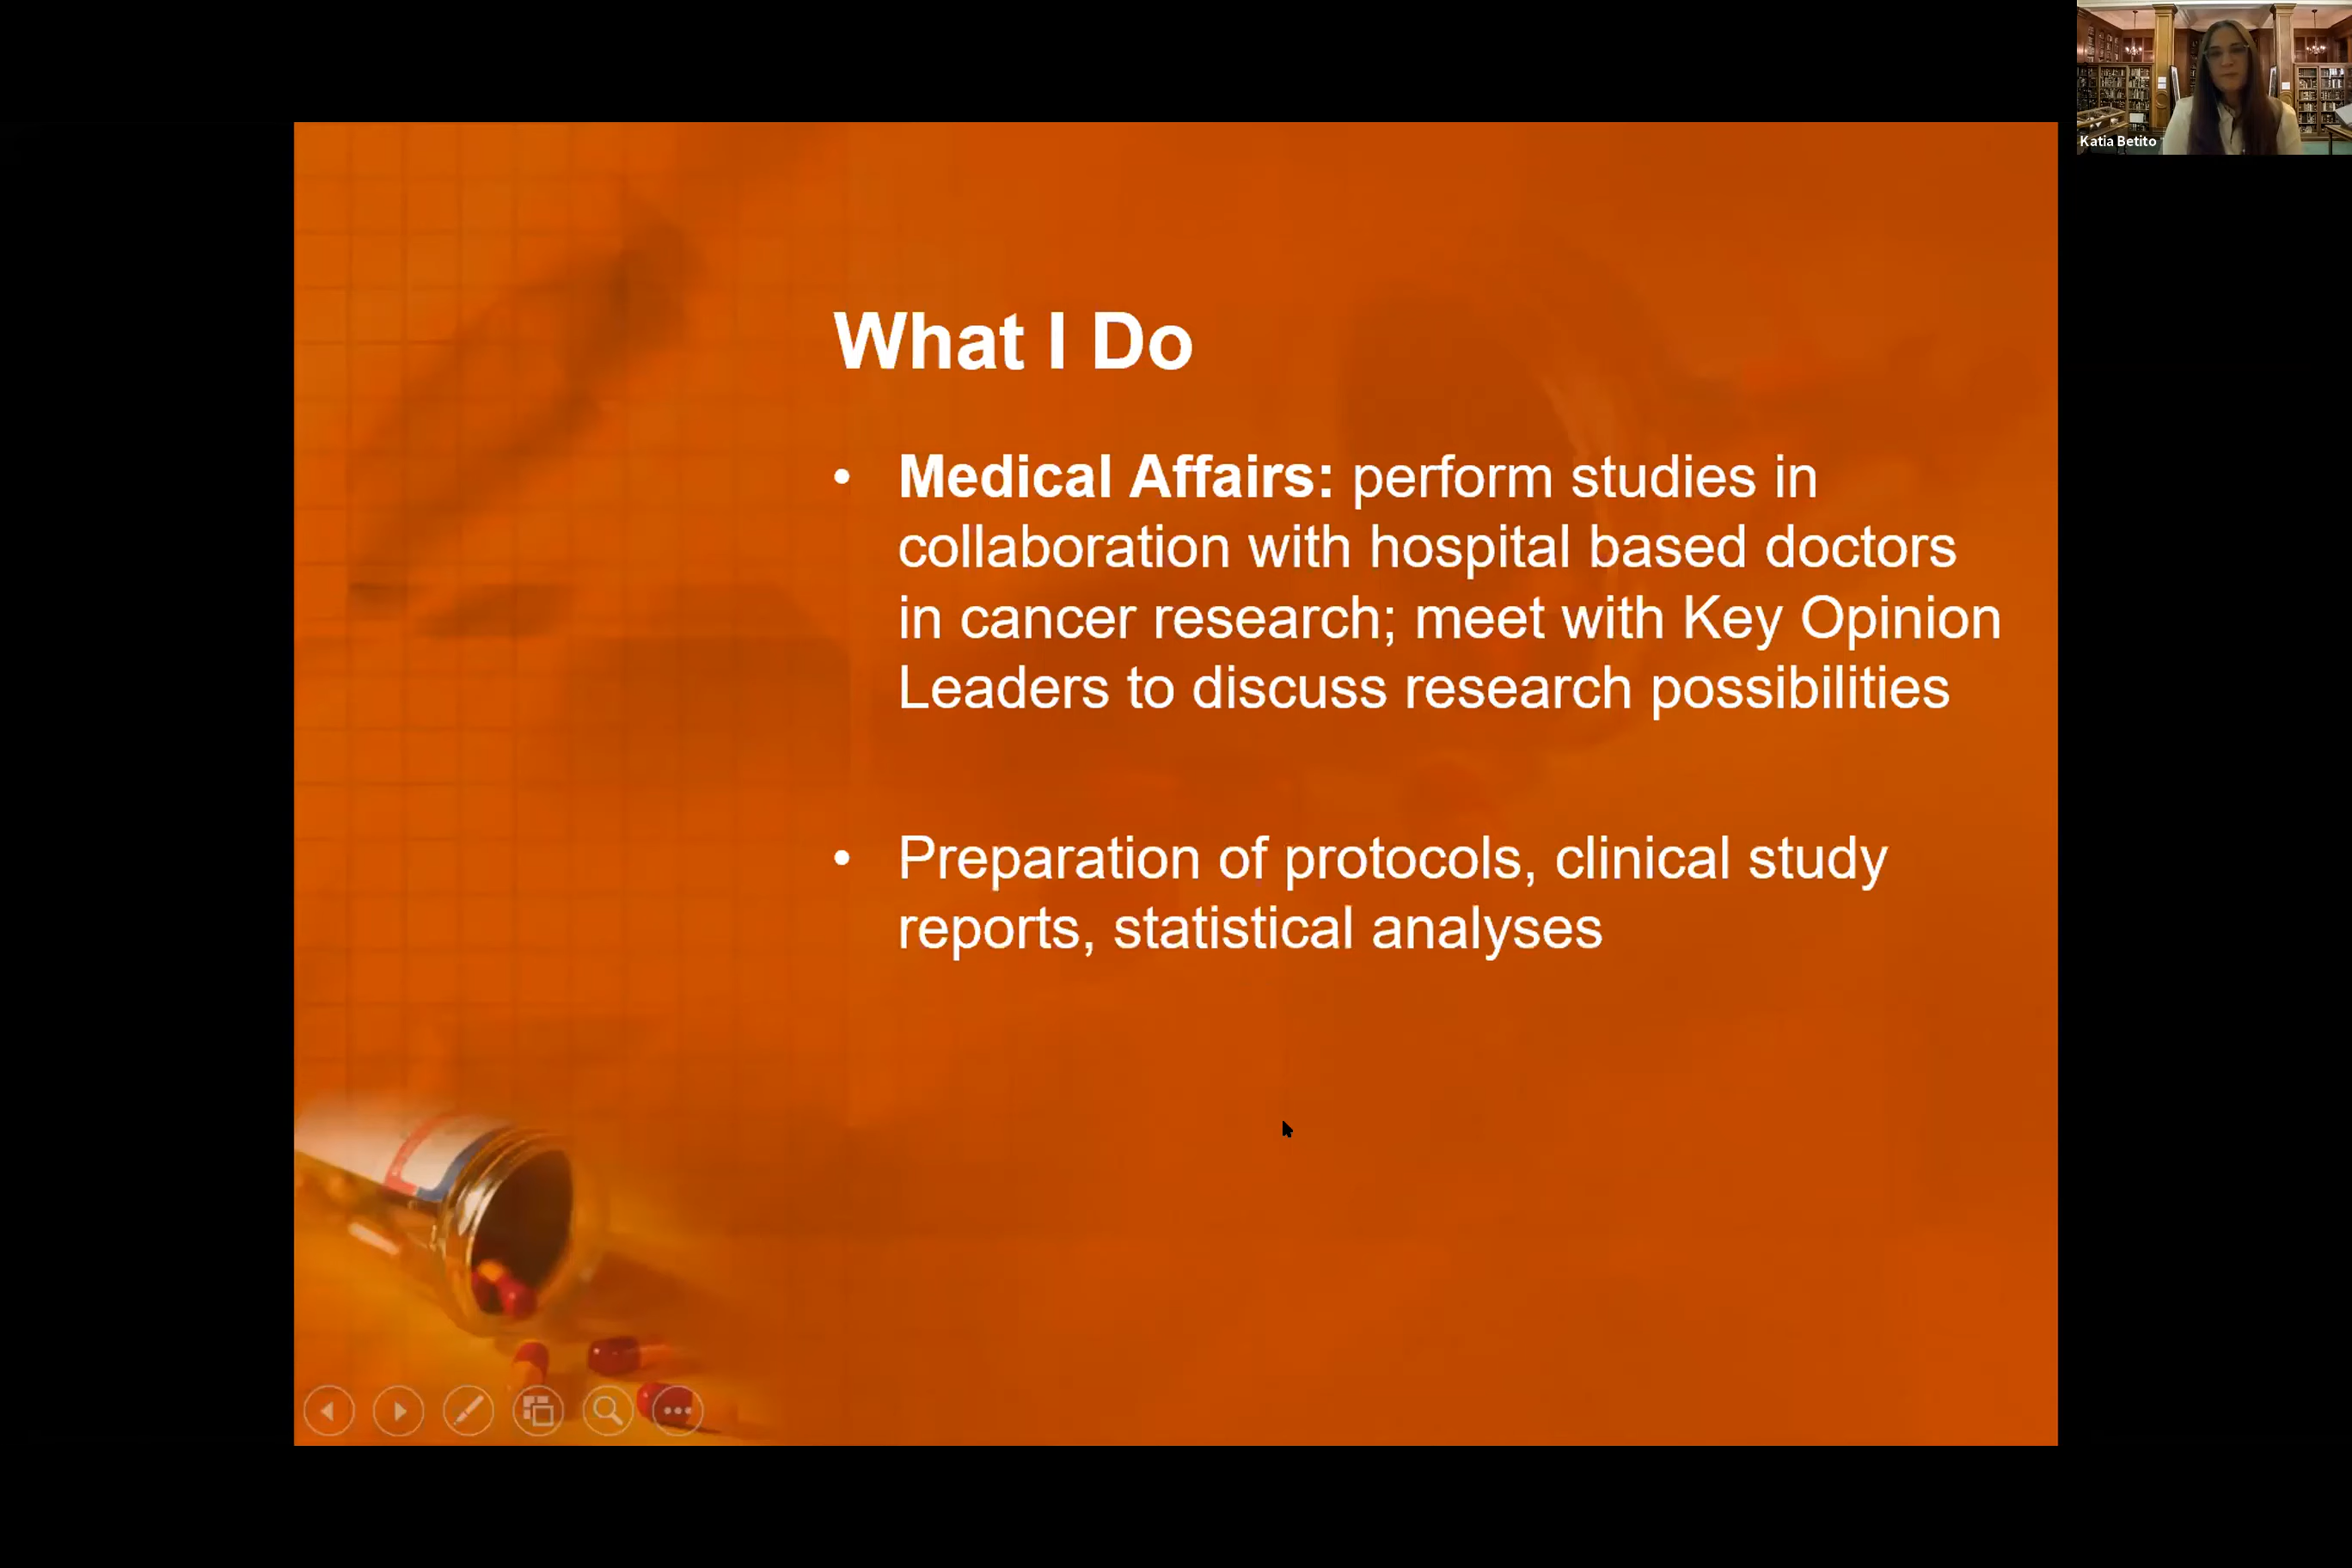 Katia Betito
What I Do
• Medical Affairs: perform studies in
collaboration with hospital based doctors
in cancer research; meet with Key Opinion
Leaders to discuss research possibilities
• Preparation of protocols, clinical study
reports, statistical analyses